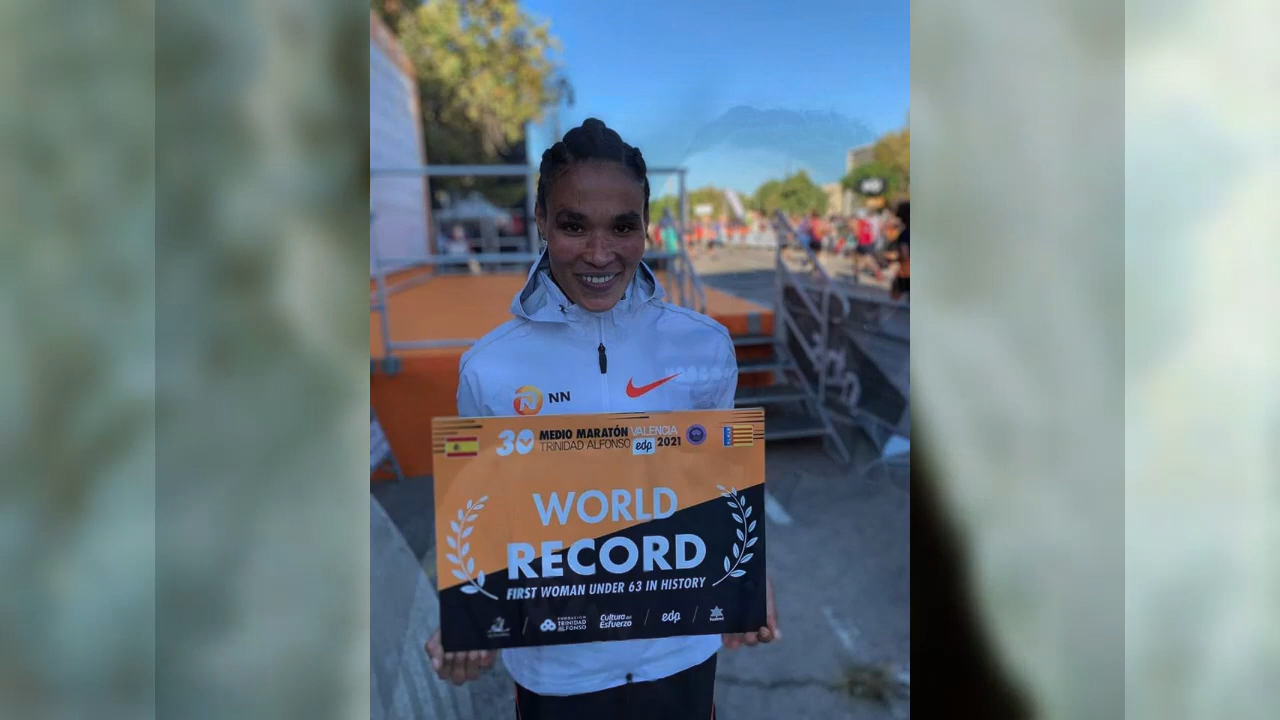 NN
30 MEDIO MARATÓN VALENCIA
TRINIDAD ALFONSO edp 2021
WORLD
RECORD
FIRST WOMAN UNDER 63 IN HISTORY
FUNDACIÓN TRINIDAD ALFONSO / Cultura del Esfuerzo / edp /